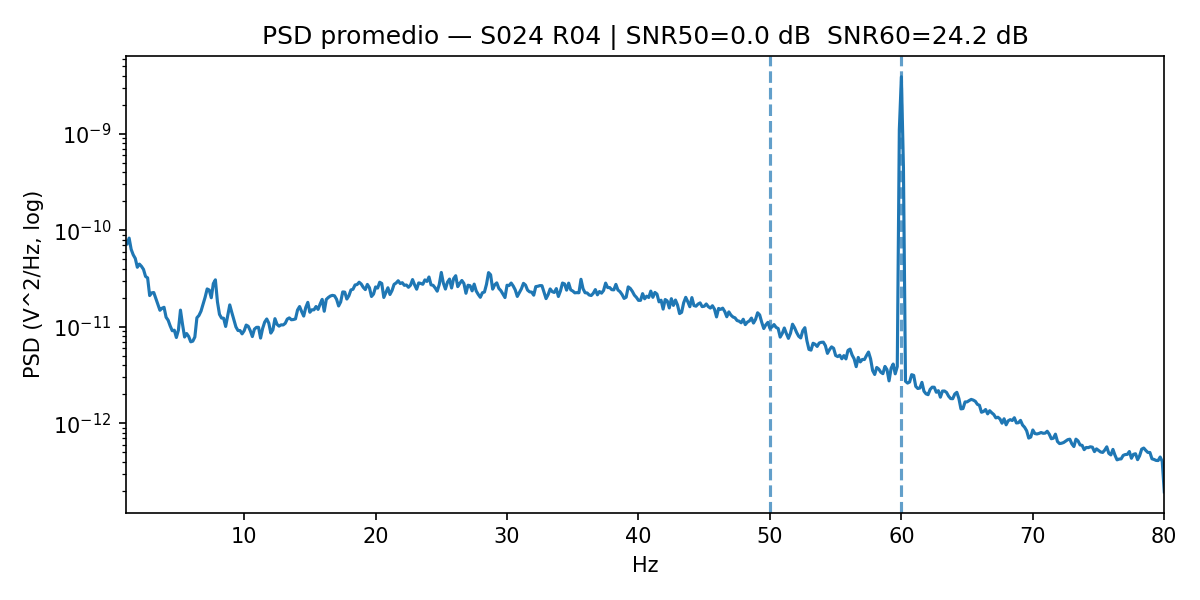 PSD promedio — S024 R04 | SNR50=0.0 dB  SNR60=24.2 dB
PSD (V^2/Hz, log)
10⁻⁹
10⁻¹⁰
10⁻¹¹
10⁻¹²
10 20 30 40 50 60 70 80
Hz